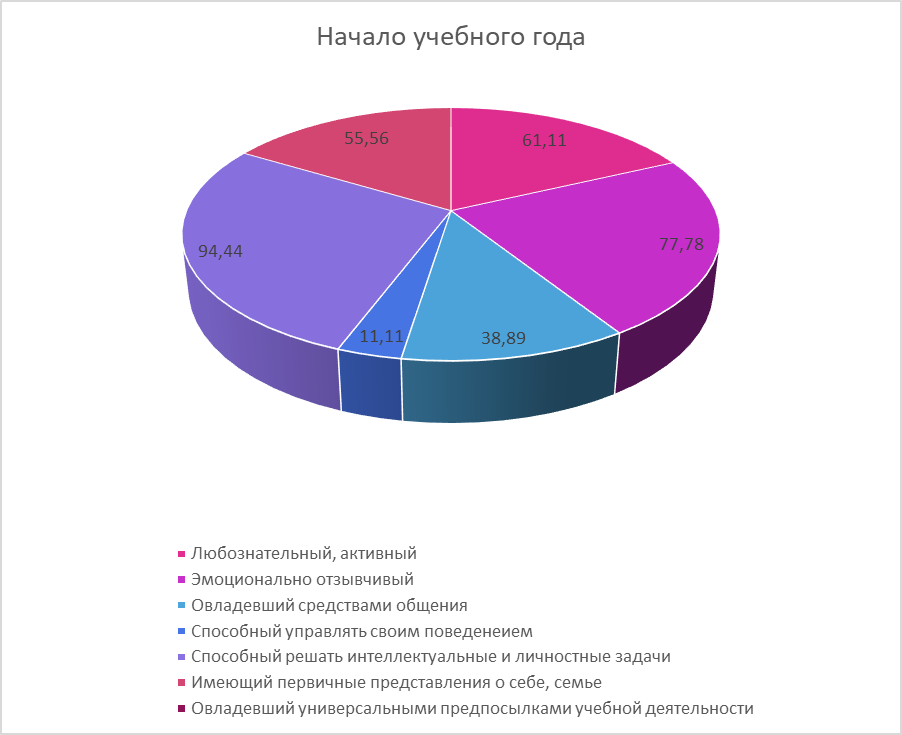 Начало учебного года
55,56
61,11
77,78
94,44
11,11
38,89
Любознательный, активный
Эмоционально отзывчивый
Овладевший средствами общения
Способный управлять своим поведенеием
Способный решать интеллектуальные и личностные задачи
Имеющий первичные представления о себе, семье
Овладевший универсальными предпосылками учебной деятельности